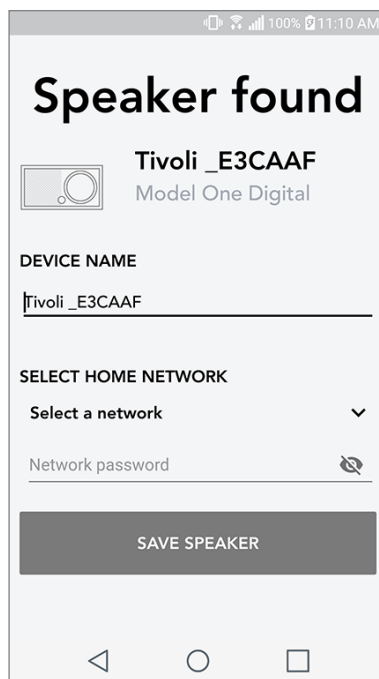 100% 11:10 AM
Speaker found
Tivoli _E3CAAF
Model One Digital
DEVICE NAME
Tivoli _E3CAAF
SELECT HOME NETWORK
Select a network
Network password
SAVE SPEAKER